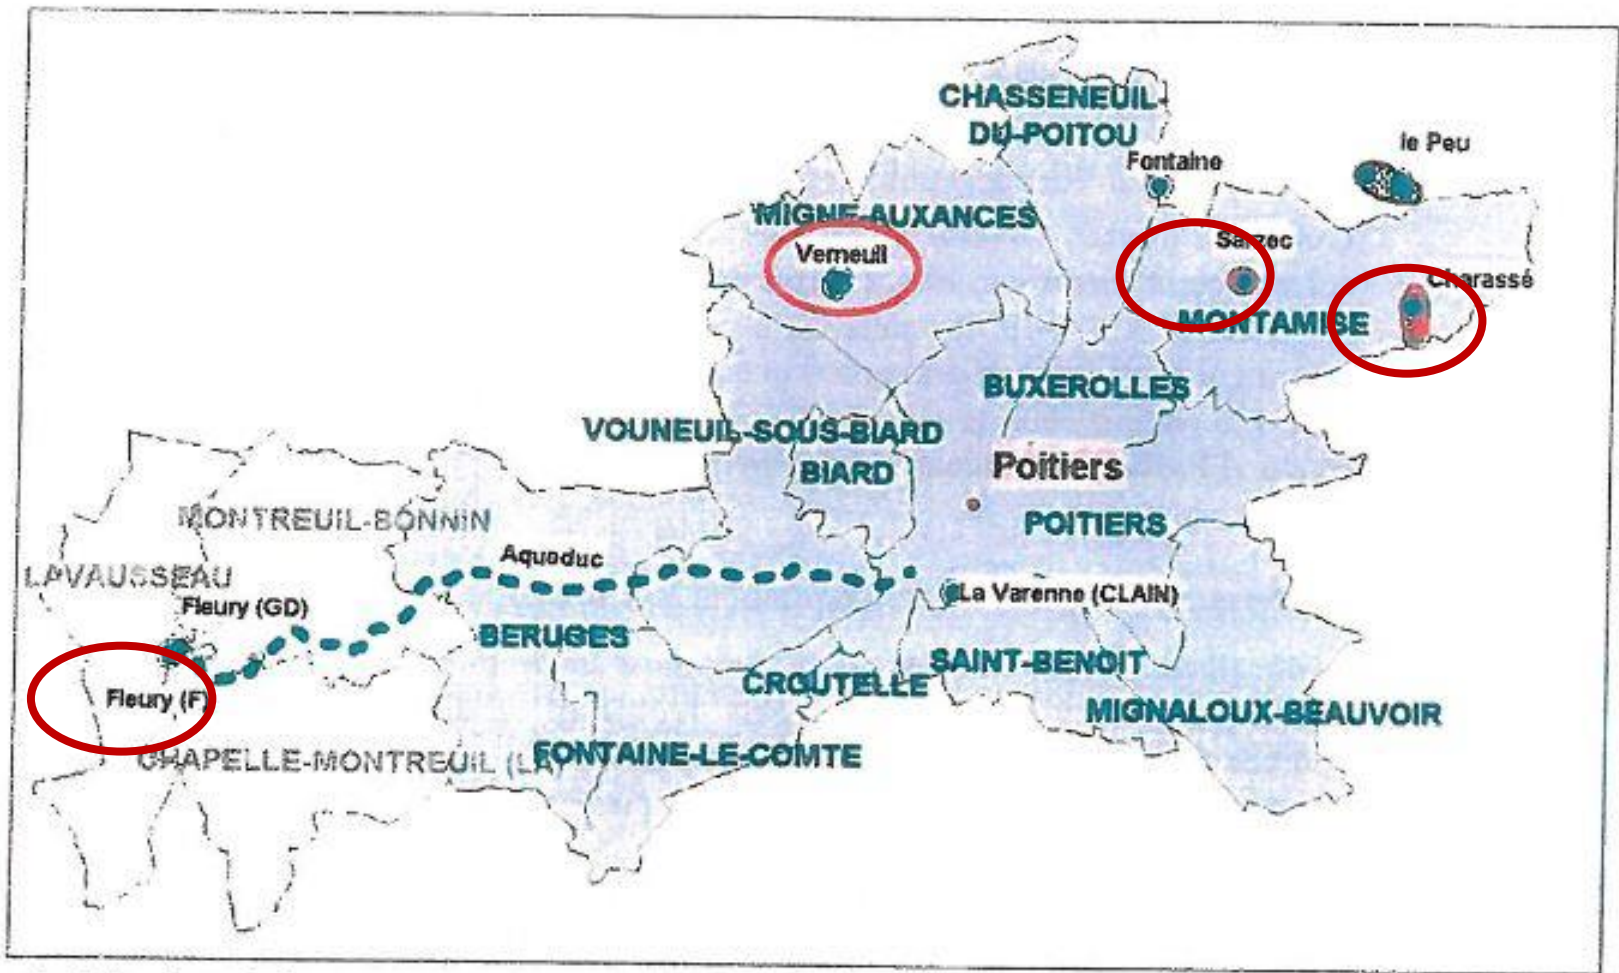 CHASSENEUIL-
DU-POITOU
le Peu
Fontaine
MIGNE-AUXANCES
Verneuil
Sarzec
Charassé
MONTAMISE
BUXEROLLES
VOUNEUIL-SOUS-BIARD
BIARD
Poitiers
POITIERS
MONTREUIL-BONNIN
Aqueduc
LAVAUSSEAU
Fleury (GD)
La Varenne (CLAIN)
BERUGES
SAINT-BENOIT
CROUTELLE
Fleury (F)
MIGNALOUX-BEAUVOIR
CHAPELLE-MONTREUIL (LA)
FONTAINE-LE-COMTE